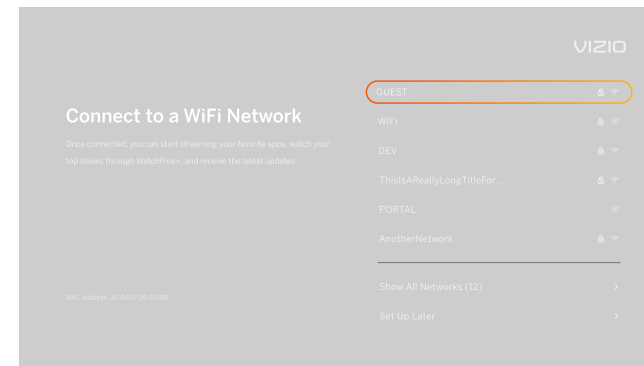 VIZIO
Connect to a WiFi Network
Once connected, you can start streaming your favorite apps, watch your
top shows through WatchFree+, and receive the latest updates.
GUEST
WIFI
DEV
ThisIsAReallyLongTitleFor...
PORTAL
AnotherNetwork
Show All Networks (12)
Set Up Later
MAC Address: